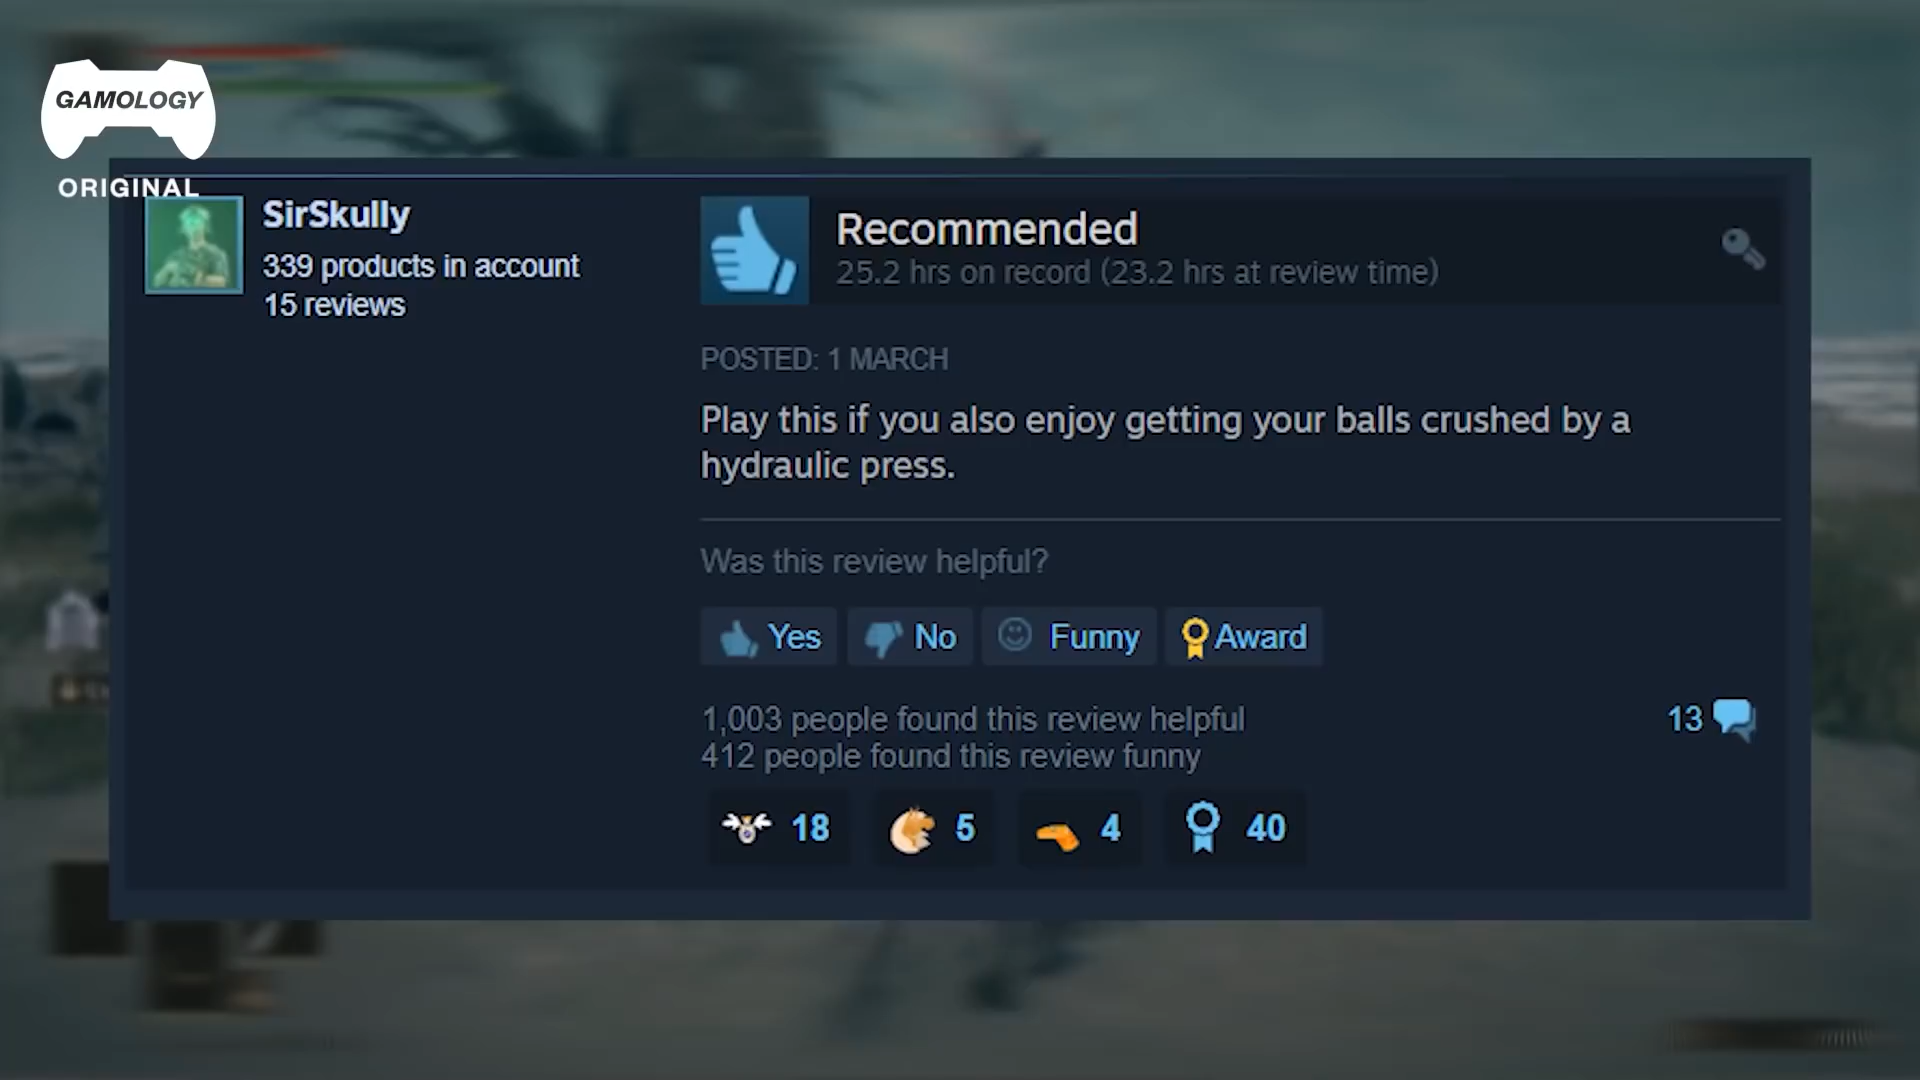 GAMOLOGY
ORIGINAL
SirSkully
339 products in account
15 reviews
Recommended
25.2 hrs on record (23.2 hrs at review time)
POSTED: 1 MARCH
Play this if you also enjoy getting your balls crushed by a
hydraulic press.
Was this review helpful?
Yes
No
Funny
Award
1,003 people found this review helpful
412 people found this review funny
13
18
5
4
40